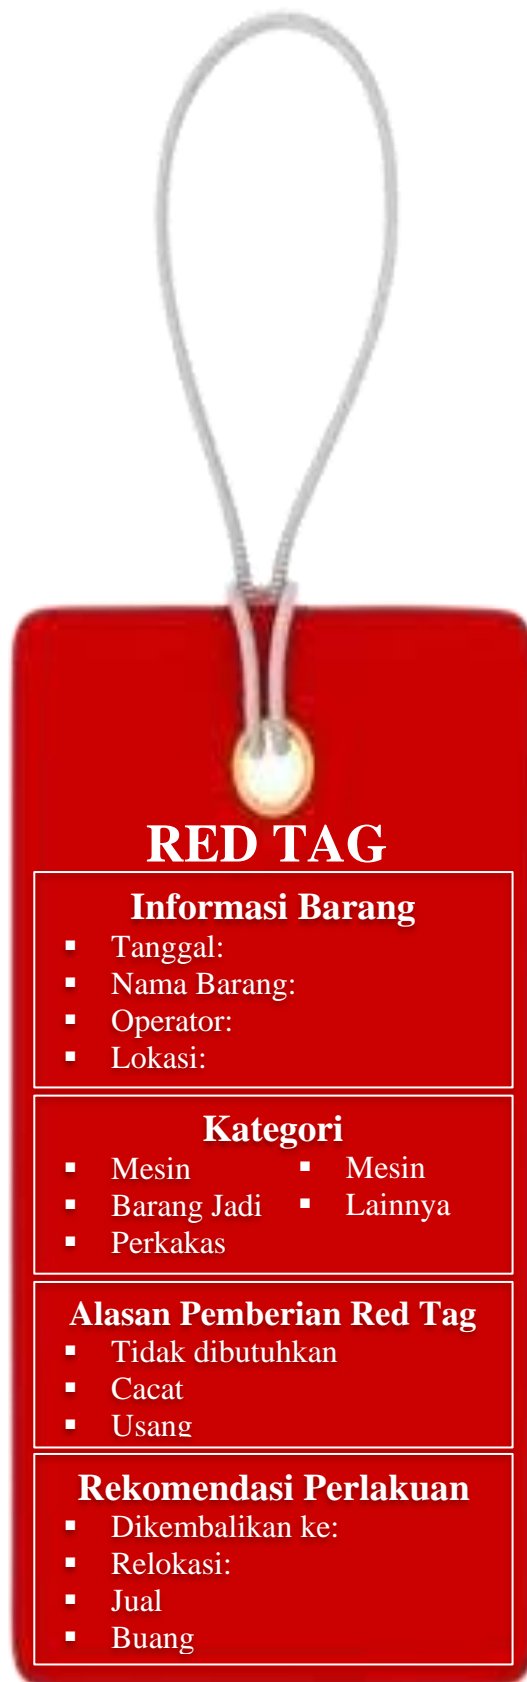 RED TAG
Informasi Barang
▪ Tanggal:
▪ Nama Barang:
▪ Operator:
▪ Lokasi:
Kategori
▪ Mesin
▪ Barang Jadi
▪ Perkakas
▪ Mesin
▪ Lainnya
Alasan Pemberian Red Tag
▪ Tidak dibutuhkan
▪ Cacat
▪ Usang
Rekomendasi Perlakuan
▪ Dikembalikan ke:
▪ Relokasi:
▪ Jual
▪ Buang